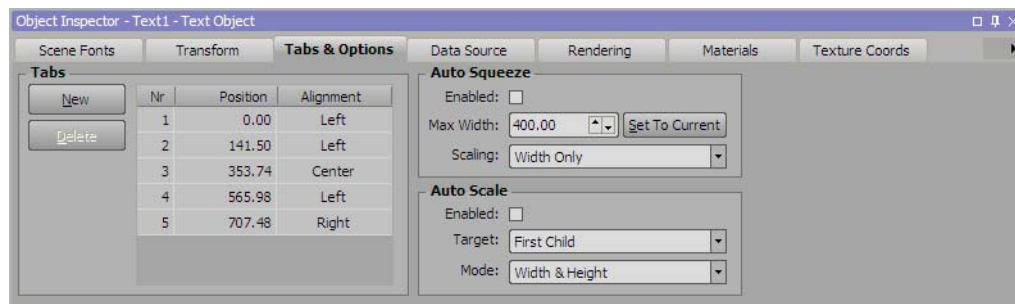 Object Inspector - Text1 - Text Object
Scene Fonts Transform Tabs & Options Data Source Rendering Materials Texture Coords
Tabs
New
Delete
Nr Position Alignment
1 0.00 Left
2 141.50 Left
3 353.74 Center
4 565.98 Left
5 707.48 Right
Auto Squeeze
Enabled:
Max Width: 400.00 Set To Current
Scaling: Width Only
Auto Scale
Enabled:
Target: First Child
Mode: Width & Height